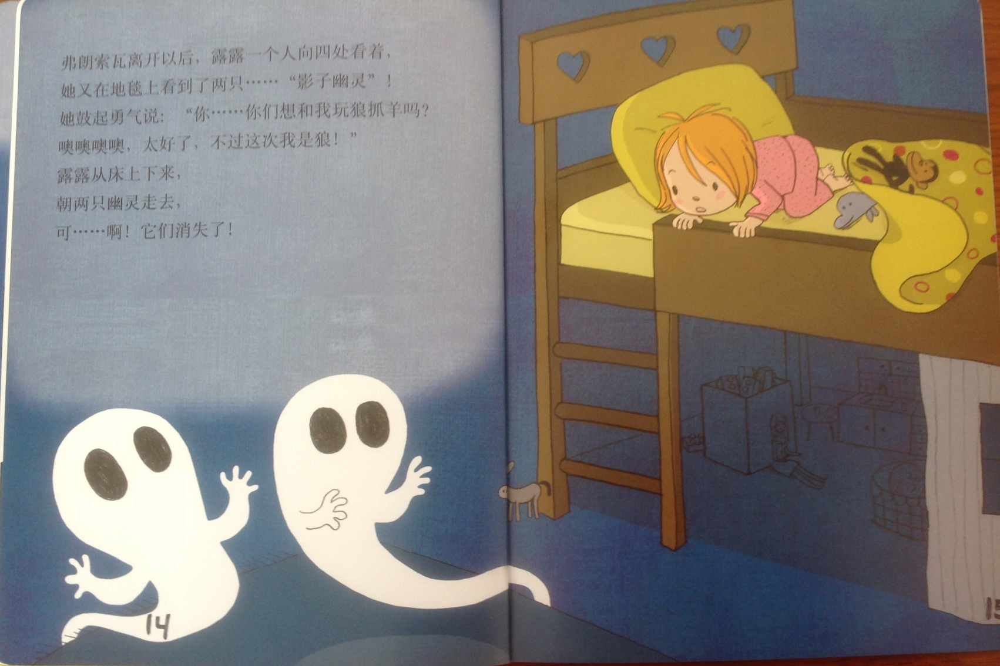 弗朗索瓦离开以后，露露一个人向四处看着，
她又在地毯上看到了两只……“影子幽灵”！
她鼓起勇气说：“你……你们想和我玩狼抓羊吗？
噢噢噢噢，太好了，不过这次我是狼！”
露露从床上下来，
朝两只幽灵走去，
可……啊！它们消失了！
14
15